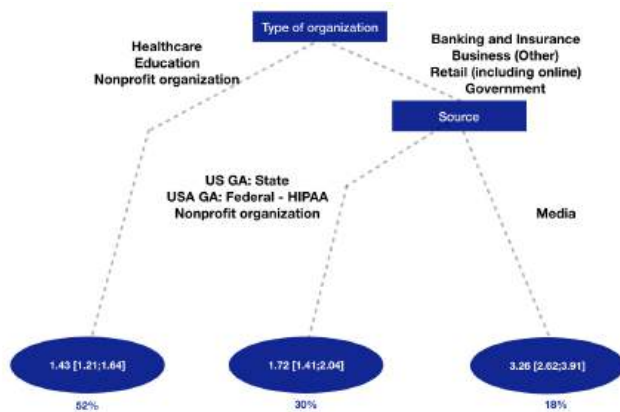 Type of organization
Healthcare
Education
Nonprofit organization
Banking and Insurance
Business (Other)
Retail (including online)
Government
Source
US GA: State
USA GA: Federal - HIPAA
Nonprofit organization
Media
1.43 [1.21;1.64]
1.72 [1.41;2.04]
3.26 [2.62;3.91]
52%
30%
18%